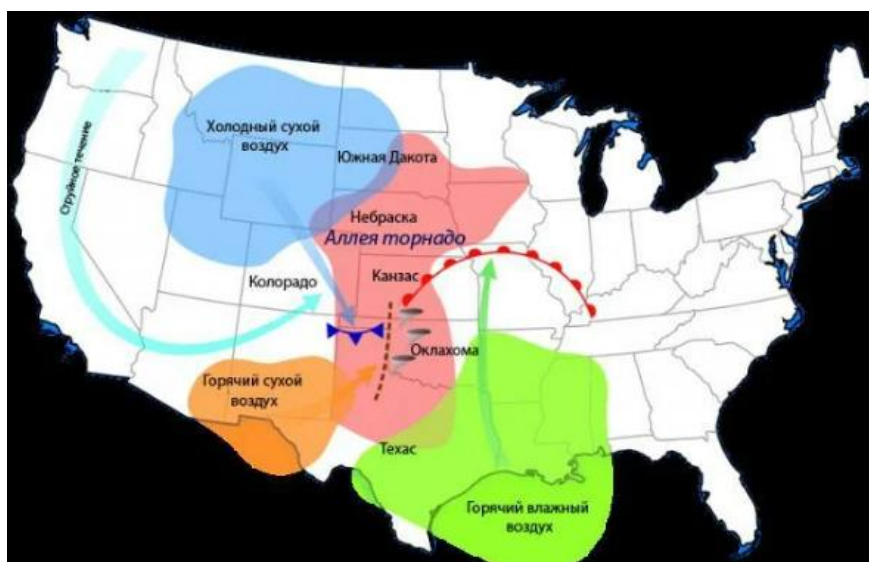 Струйное течение
Холодный сухой
воздух
Южная Дакота
Небраска
Аллея торнадо
Канзас
Колорадо
Оклахома
Горячий сухой
воздух
Техас
Горячий влажный
воздух